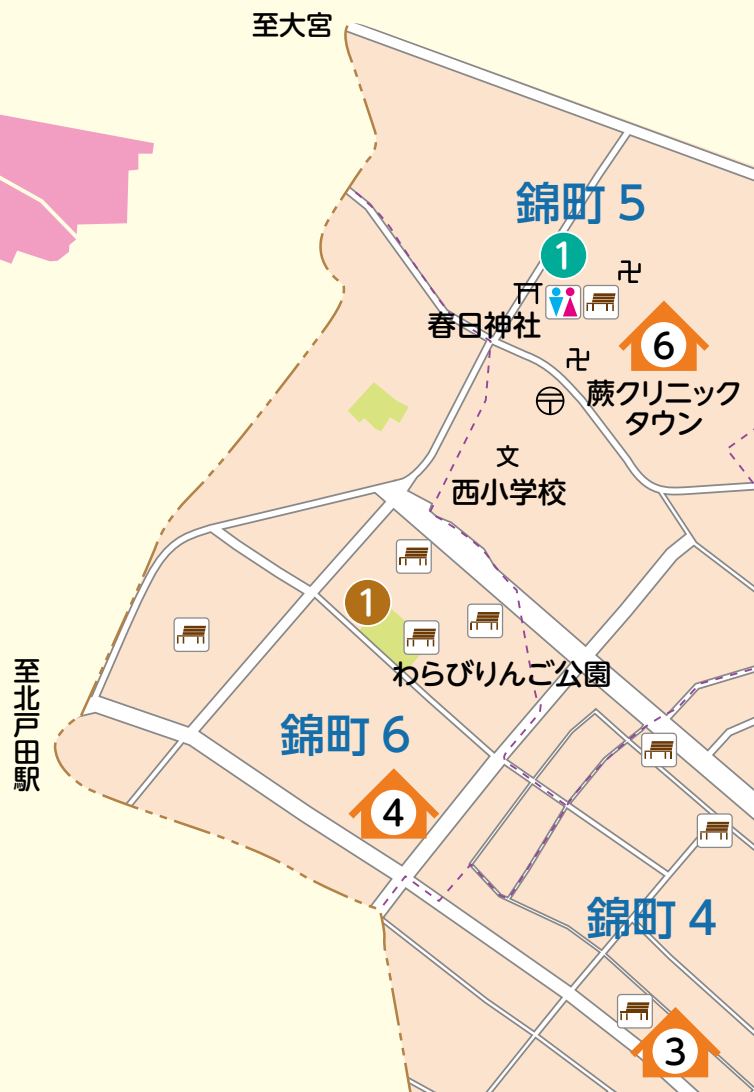 至大宮
錦町 5
1
春日神社
6
蕨クリニック
タウン
文
西小学校
1
わらびりんご公園
至北戸田駅
錦町 6
4
錦町 4
3